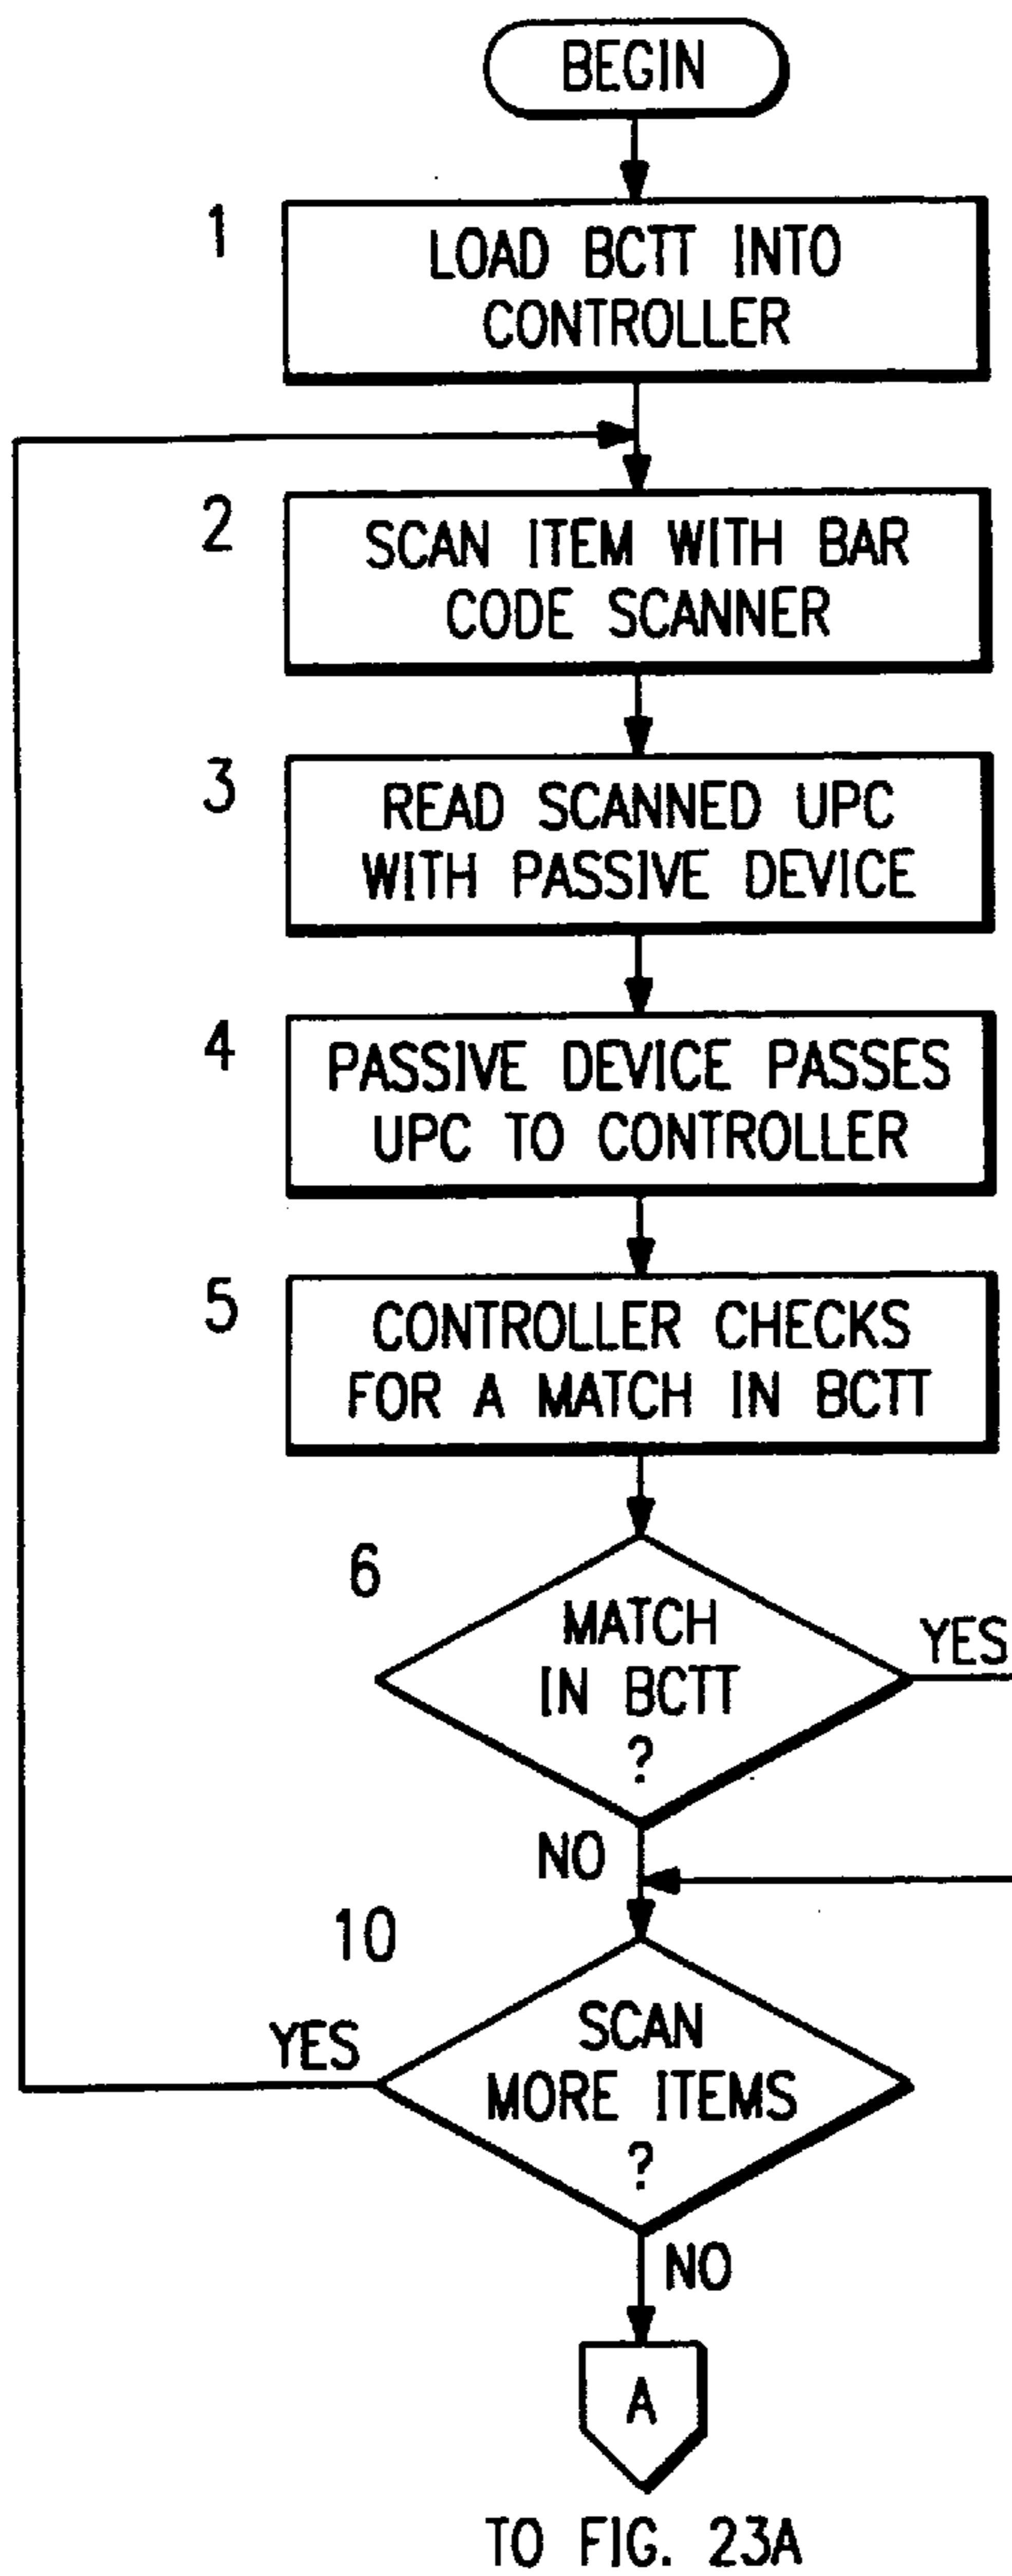 BEGIN
1
LOAD BCTT INTO
CONTROLLER
2
SCAN ITEM WITH BAR
CODE SCANNER
3
READ SCANNED UPC
WITH PASSIVE DEVICE
4
PASSIVE DEVICE PASSES
UPC TO CONTROLLER
5
CONTROLLER CHECKS
FOR A MATCH IN BCTT
6
MATCH
IN BCTT
?
YES
NO
10
SCAN
MORE ITEMS
?
YES
NO
A
TO FIG. 23A